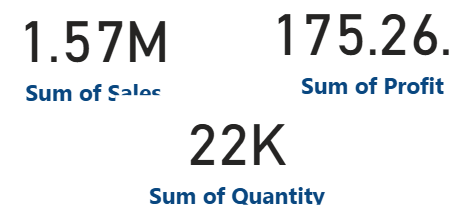 1.57M
Sum of Sales
175.26.
Sum of Profit
22K
Sum of Quantity